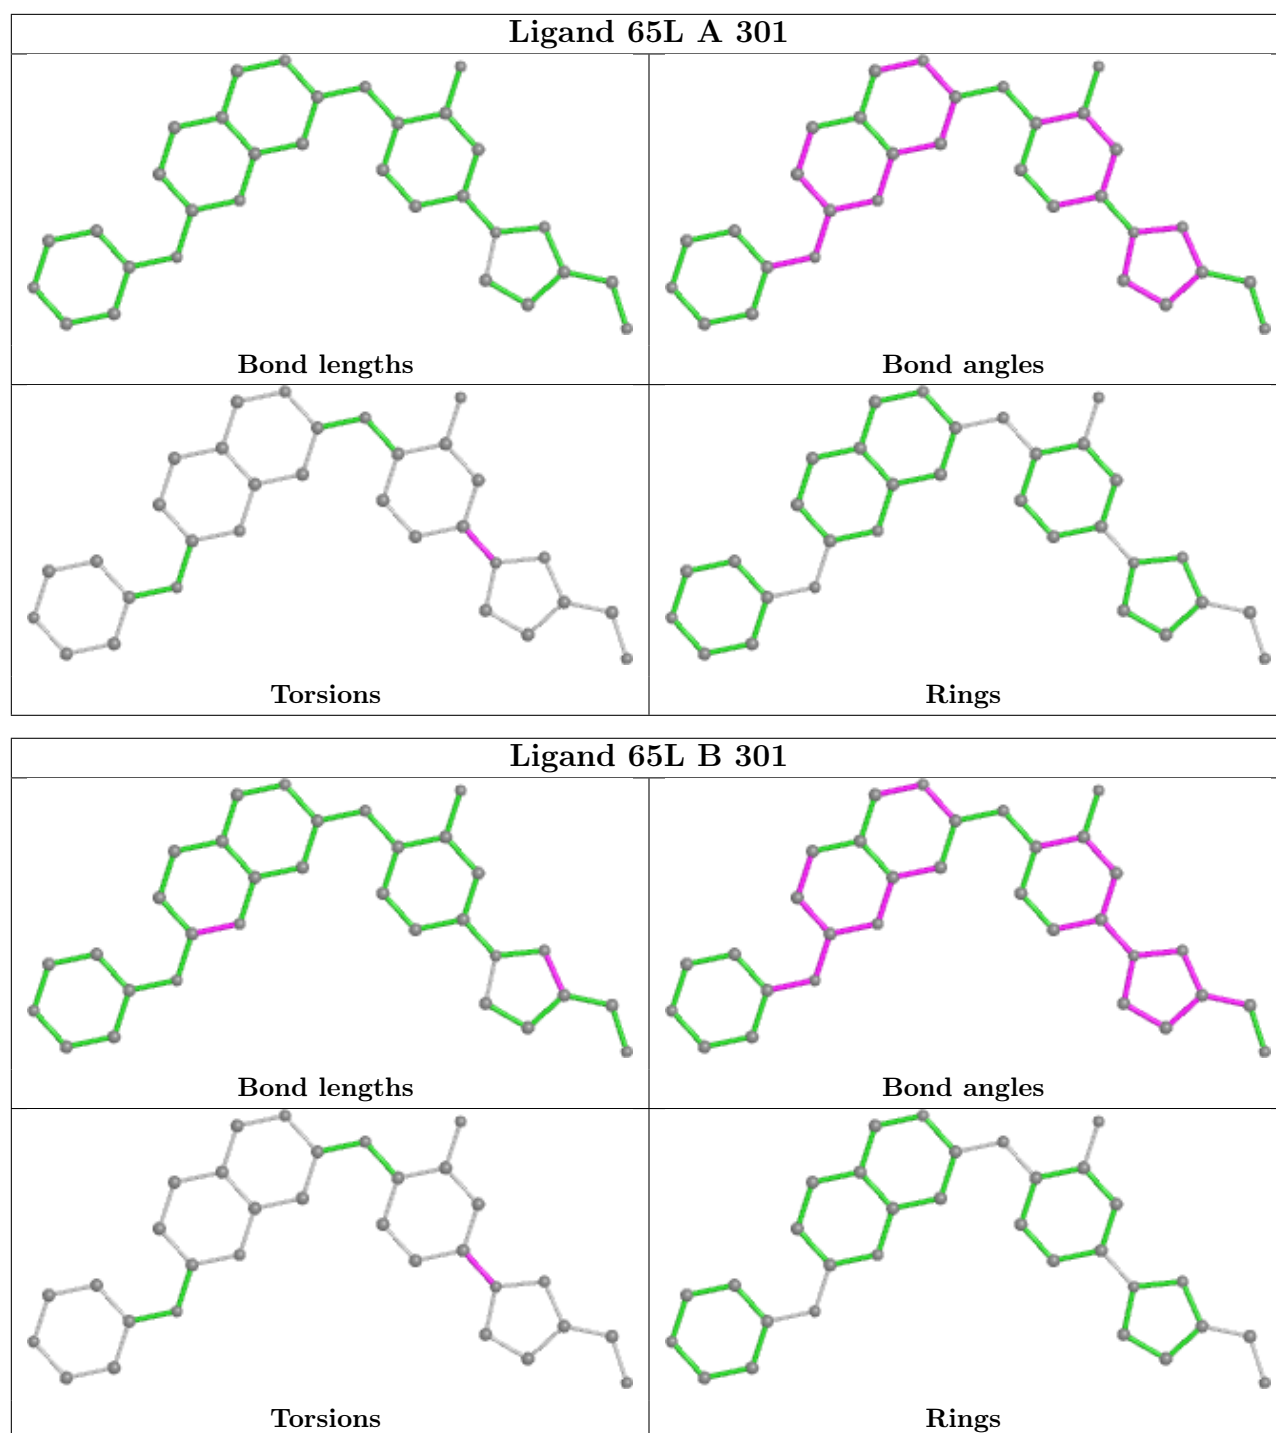 Ligand 65L A 301
Bond lengths
Bond angles
Torsions
Rings
Ligand 65L B 301
Bond lengths
Bond angles
Torsions
Rings